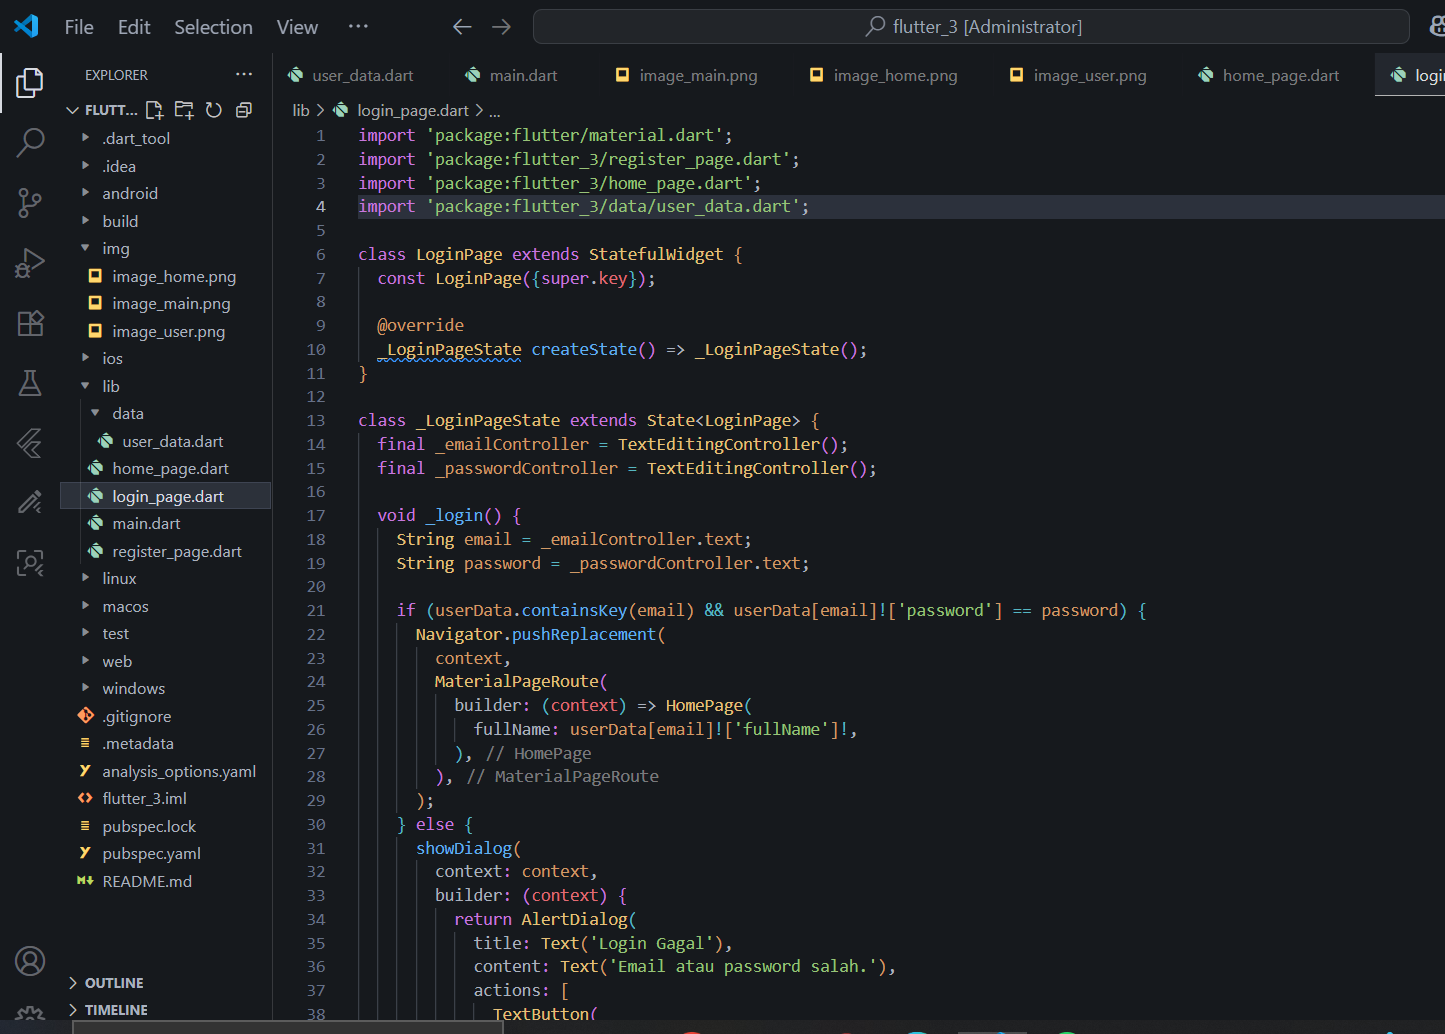 File Edit Selection View ··· flutter_3 [Administrator]
EXPLORER ···
user_data.dart main.dart image_main.png image_home.png image_user.png home_page.dart
FLUTT...
lib > login_page.dart > ...
.dart_tool
.idea
android
build
img
image_home.png
image_main.png
image_user.png
ios
lib
data
user_data.dart
home_page.dart
login_page.dart
main.dart
register_page.dart
linux
macos
test
web
windows
.gitignore
.metadata
analysis_options.yaml
flutter_3.iml
pubspec.lock
pubspec.yaml
README.md
OUTLINE
TIMELINE
1 import 'package:flutter/material.dart';
2 import 'package:flutter_3/register_page.dart';
3 import 'package:flutter_3/home_page.dart';
4 import 'package:flutter_3/data/user_data.dart';
5
6 class LoginPage extends StatefulWidget {
7 const LoginPage({super.key});
8
9 @override
10 _LoginPageState createState() => _LoginPageState();
11 }
12
13 class _LoginPageState extends State<LoginPage> {
14 final _emailController = TextEditingController();
15 final _passwordController = TextEditingController();
16
17 void _login() {
18 String email = _emailController.text;
19 String password = _passwordController.text;
20
21 if (userData.containsKey(email) && userData[email]!['password'] == password) {
22 Navigator.pushReplacement(
23 context,
24 MaterialPageRoute(
25 builder: (context) => HomePage(
26 fullName: userData[email]!['fullName']!,
27 ), // HomePage
28 ), // MaterialPageRoute
29 );
30 } else {
31 showDialog(
32 context: context,
33 builder: (context) {
34 return AlertDialog(
35 title: Text('Login Gagal'),
36 content: Text('Email atau password salah.'),
37 actions: [
38 TextButton(